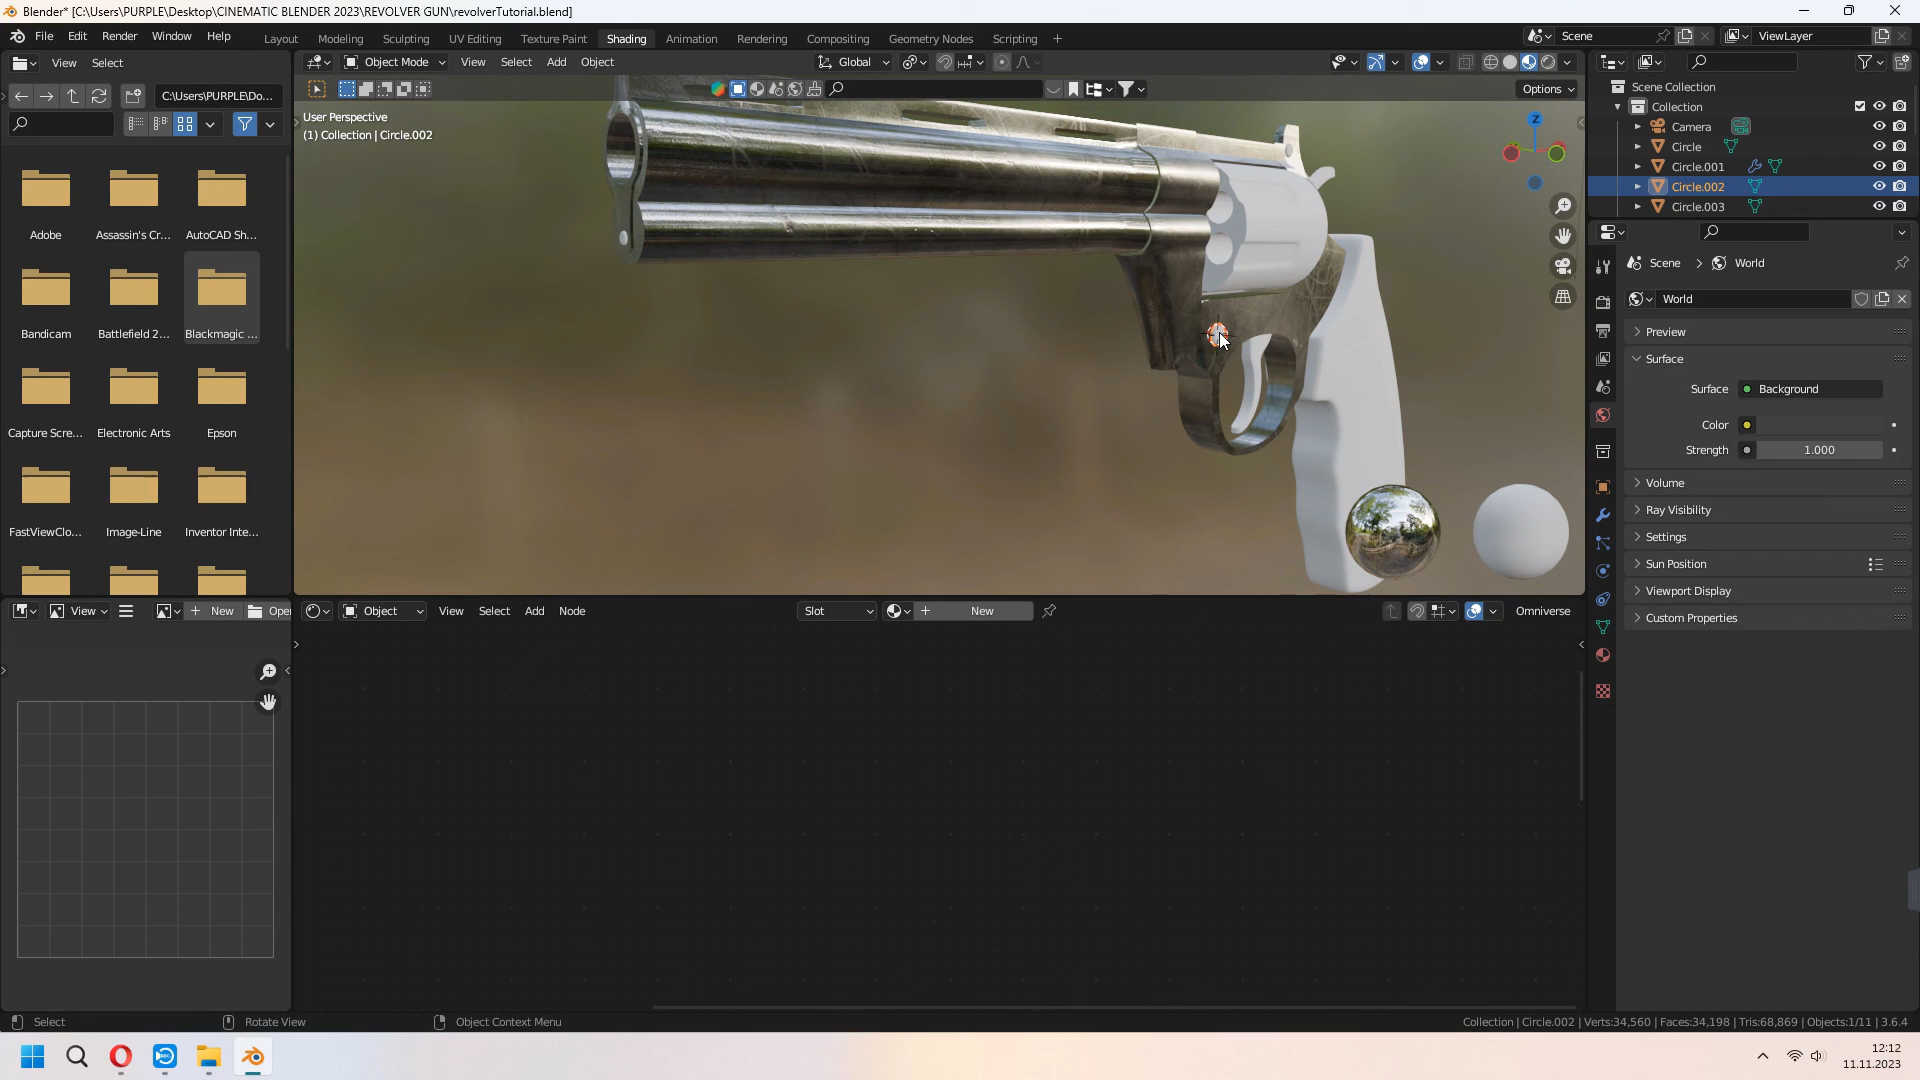 Blender* [C:\Users\PURPLE\Desktop\CINEMATIC BLENDER 2023\REVOLVER GUN\revolverTutorial.blend]
File Edit Render Window Help
Layout Modeling Sculpting UV Editing Texture Paint Shading Animation Rendering Compositing Geometry Nodes Scripting
Scene
ViewLayer
View Select
Object Mode View Select Add Object
Global
C:\Users\PURPLE\Do...
Options
User Perspective
(1) Collection | Circle.002
Z
Adobe
Assassin's Cr...
AutoCAD Sh...
Bandicam
Battlefield 2...
Blackmagic ...
Capture Scre...
Electronic Arts
Epson
FastViewClo...
Image-Line
Inventor Inte...
Scene Collection
Collection
Camera
Circle
Circle.001
Circle.002
Circle.003
Scene > World
World
Preview
Surface
Surface
Background
Color
Strength
1.000
Volume
Ray Visibility
Settings
Sun Position
Viewport Display
Custom Properties
View
New
Open
Object View Select Add Node
Slot
New
Omniverse
Select
Rotate View
Object Context Menu
Collection | Circle.002 | Verts:34,560 | Faces:34,198 | Tris:68,869 | Objects:1/11 | 3.6.4
REC
12:12
11.11.2023